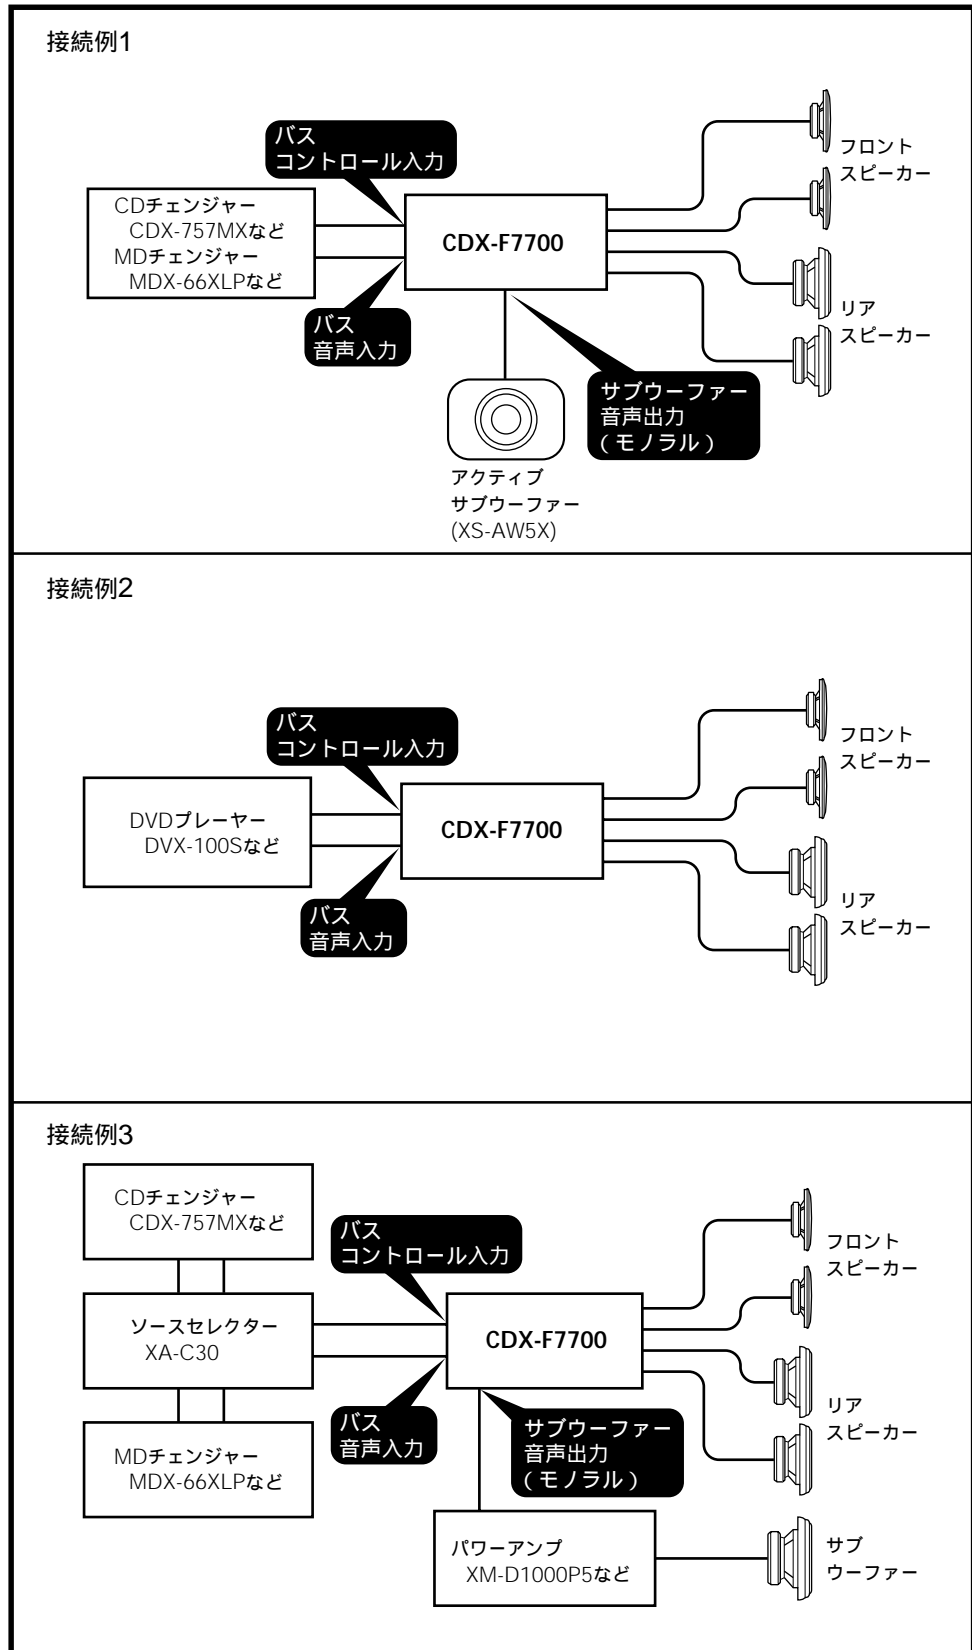 接続例1
バス
コントロール入力
フロント
スピーカー
CDチェンジャー
CDX-757MXなど
MDチェンジャー
MDX-66XLPなど
CDX-F7700
バス
音声入力
リア
スピーカー
サブウーファー
音声出力
(モノラル)
アクティブ
サブウーファー
(XS-AW5X)
接続例2
バス
コントロール入力
フロント
スピーカー
DVDプレーヤー
DVX-100Sなど
CDX-F7700
バス
音声入力
リア
スピーカー
接続例3
CDチェンジャー
CDX-757MXなど
バス
コントロール入力
フロント
スピーカー
ソースセレクター
XA-C30
CDX-F7700
バス
音声入力
リア
スピーカー
サブウーファー
音声出力
(モノラル)
MDチェンジャー
MDX-66XLPなど
パワーアンプ
XM-D1000P5など
サブ
ウーファー